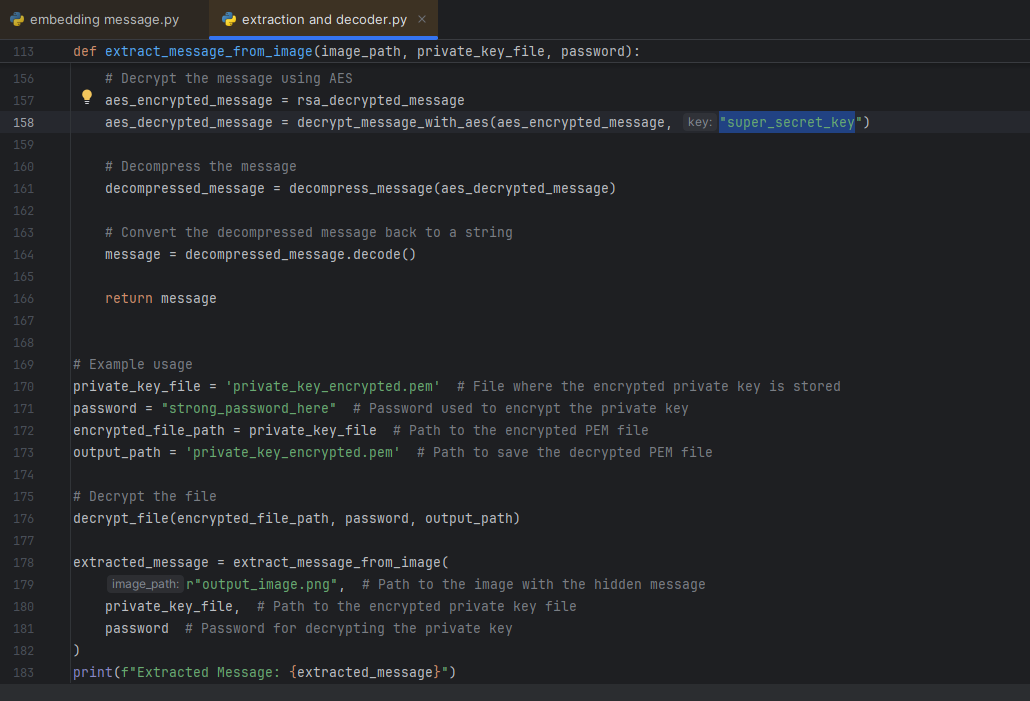 embedding message.py   extraction and decoder.py ×
113 def extract_message_from_image(image_path, private_key_file, password):
156     # Decrypt the message using AES
157     aes_encrypted_message = rsa_decrypted_message
158     aes_decrypted_message = decrypt_message_with_aes(aes_encrypted_message, key: "super_secret_key")
159
160     # Decompress the message
161     decompressed_message = decompress_message(aes_decrypted_message)
162
163     # Convert the decompressed message back to a string
164     message = decompressed_message.decode()
165
166     return message
167
168
169 # Example usage
170 private_key_file = 'private_key_encrypted.pem'  # File where the encrypted private key is stored
171 password = "strong_password_here"  # Password used to encrypt the private key
172 encrypted_file_path = private_key_file  # Path to the encrypted PEM file
173 output_path = 'private_key_encrypted.pem'  # Path to save the decrypted PEM file
174
175 # Decrypt the file
176 decrypt_file(encrypted_file_path, password, output_path)
177
178 extracted_message = extract_message_from_image(
179     image_path: r"output_image.png",  # Path to the image with the hidden message
180     private_key_file,  # Path to the encrypted private key file
181     password  # Password for decrypting the private key
182 )
183 print(f"Extracted Message: {extracted_message}")